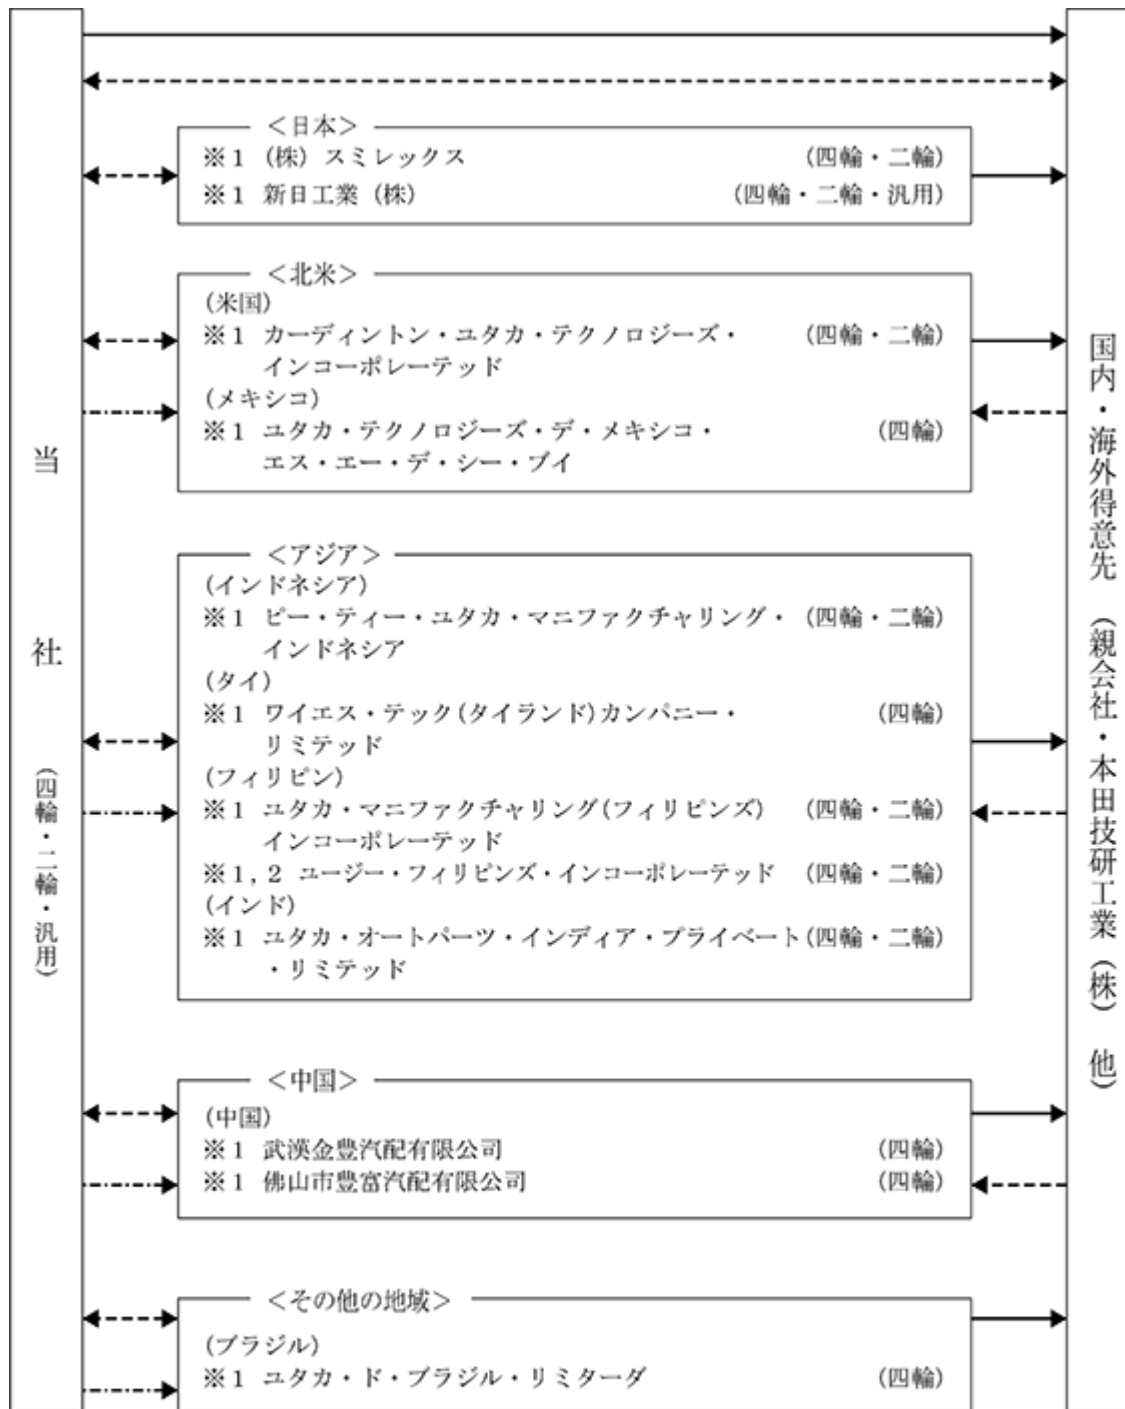 当社（四輪・二輪・汎用）
＜日本＞
※1 (株) スミレックス (四輪・二輪)
※1 新日工業 (株) (四輪・二輪・汎用)
＜北米＞
(米国)
※1 カーディントン・ユタカ・テクノロジーズ・ (四輪・二輪)
インコーポレーテッド
(メキシコ)
※1 ユタカ・テクノロジーズ・デ・メキシコ・ (四輪)
エス・エー・デ・シー・ブイ
＜アジア＞
(インドネシア)
※1 ピー・ティー・ユタカ・マニファクチャリング・ (四輪・二輪)
インドネシア
(タイ)
※1 ワイエス・テック(タイランド)カンパニー・ (四輪)
リミテッド
(フィリピン)
※1 ユタカ・マニファクチャリング(フィリピンズ) (四輪・二輪)
インコーポレーテッド
※1, 2 ユージー・フィリピンズ・インコーポレーテッド (四輪・二輪)
(インド)
※1 ユタカ・オートパーツ・インディア・プライベート (四輪・二輪)
・リミテッド
＜中国＞
(中国)
※1 武漢金豊汽配有限公司 (四輪)
※1 佛山市豊富汽配有限公司 (四輪)
＜その他の地域＞
(ブラジル)
※1 ユタカ・ド・ブラジル・リミターダ (四輪)
国内・海外得意先 （親会社・本田技研工業（株） 他）